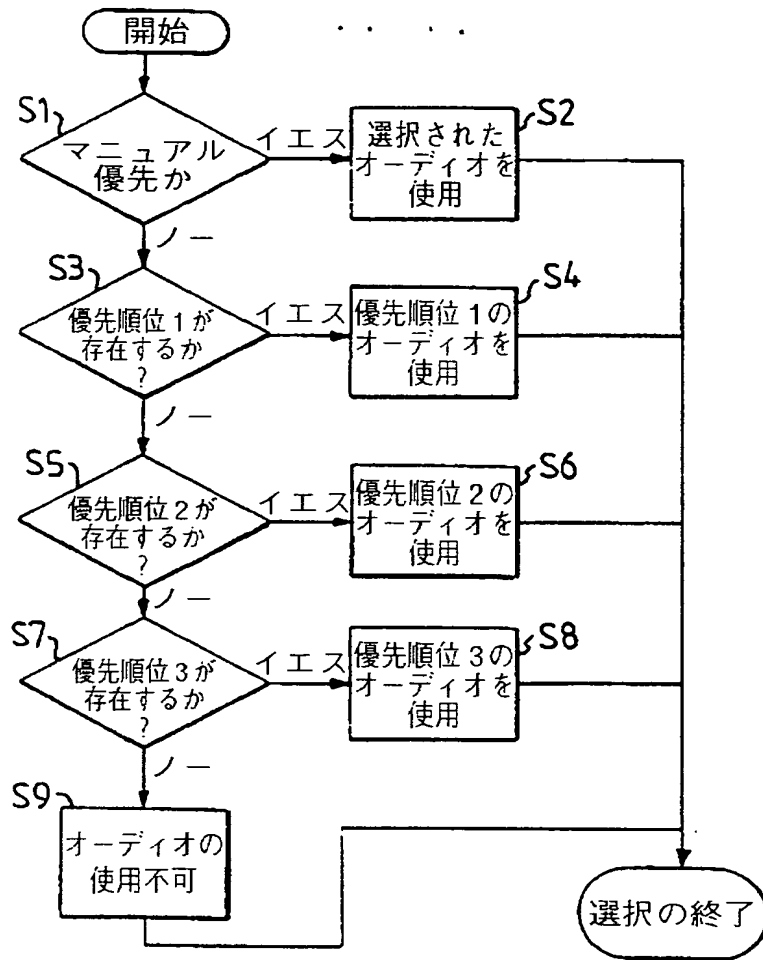 開始
S1
マニュアル
優先か
イエス
S2
選択された
オーディオを
使用
ノー
S3
優先順位1が
存在するか
?
イエス
S4
優先順位1の
オーディオを
使用
ノー
S5
優先順位2が
存在するか
?
イエス
S6
優先順位2の
オーディオを
使用
ノー
S7
優先順位3が
存在するか
?
イエス
S8
優先順位3の
オーディオを
使用
ノー
S9
オーディオの
使用不可
選択の終了